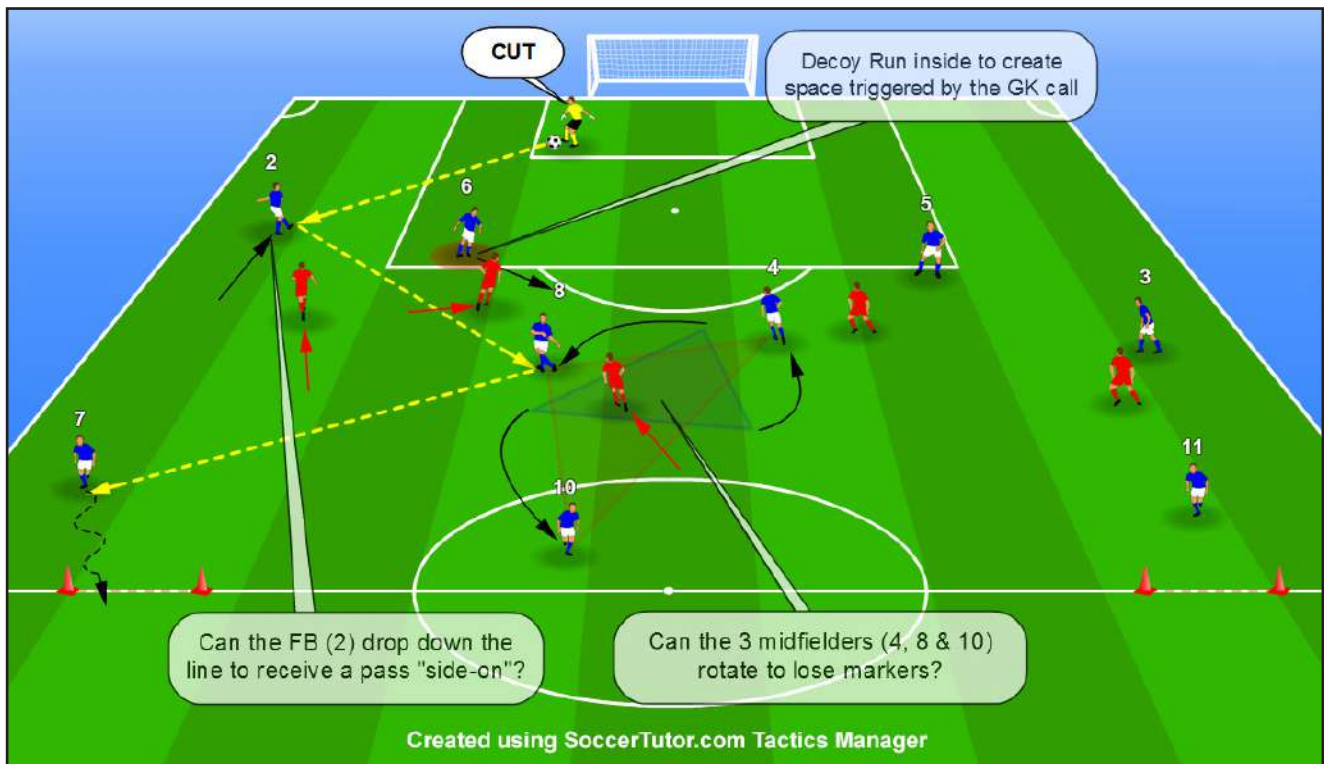 CUT
Decoy Run inside to create
space triggered by the GK call
2
6
5
8
4
3
7
11
10
Can the FB (2) drop down the
line to receive a pass "side-on"?
Can the 3 midfielders (4, 8 & 10)
rotate to lose markers?
Created using SoccerTutor.com Tactics Manager